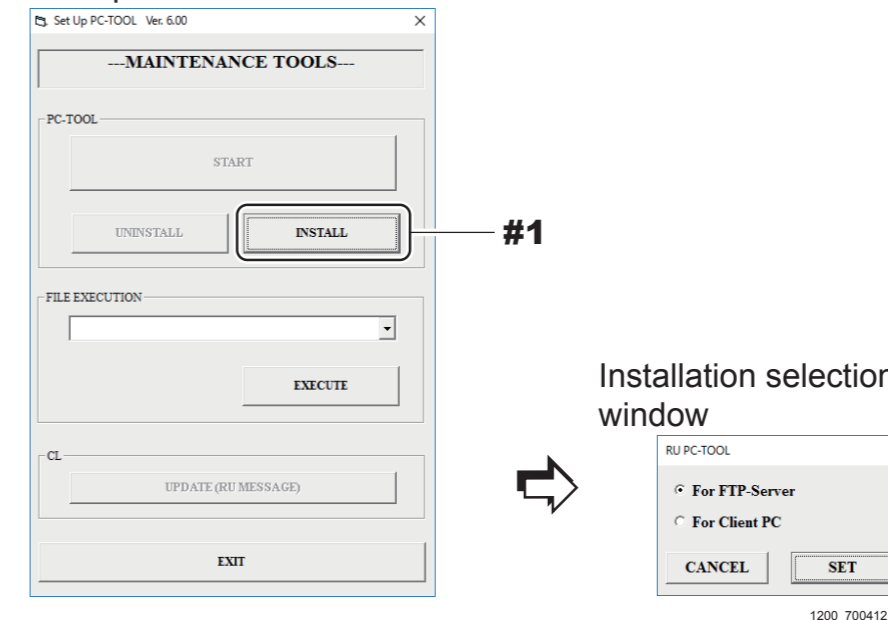 Set Up PC-TOOL Ver. 6.00
---MAINTENANCE TOOLS---
PC-TOOL
START
UNINSTALL
INSTALL
#1
FILE EXECUTION
EXECUTE
CL
UPDATE (RU MESSAGE)
EXIT
Installation selection
window
RU PC-TOOL
For FTP-Server
For Client PC
CANCEL
SET
1200 700412